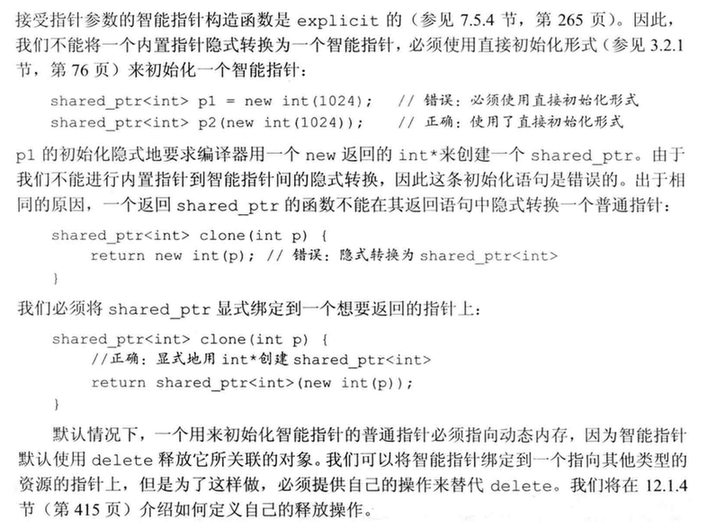 接受指针参数的智能指针构造函数是 explicit 的（参见 7.5.4 节，第 265 页）。因此，
我们不能将一个内置指针隐式转换为一个智能指针，必须使用直接初始化形式（参见 3.2.1
节，第 76 页）来初始化一个智能指针：
shared_ptr<int> p1 = new int(1024); // 错误：必须使用直接初始化形式
shared_ptr<int> p2(new int(1024)); // 正确：使用了直接初始化形式
p1 的初始化隐式地要求编译器用一个 new 返回的 int*来创建一个 shared_ptr。由于
我们不能进行内置指针到智能指针间的隐式转换，因此这条初始化语句是错误的。出于相
同的原因，一个返回 shared_ptr 的函数不能在其返回语句中隐式转换一个普通指针：
shared_ptr<int> clone(int p) {
return new int(p); // 错误：隐式转换为 shared_ptr<int>
}
我们必须将 shared_ptr 显式绑定到一个想要返回的指针上：
shared_ptr<int> clone(int p) {
//正确：显式地用 int*创建 shared_ptr<int>
return shared_ptr<int>(new int(p));
}
默认情况下，一个用来初始化智能指针的普通指针必须指向动态内存，因为智能指针
默认使用 delete 释放它所关联的对象。我们可以将智能指针绑定到一个指向其他类型的
资源的指针上，但是为了这样做，必须提供自己的操作来替代 delete。我们将在 12.1.4
节（第 415 页）介绍如何定义自己的释放操作。